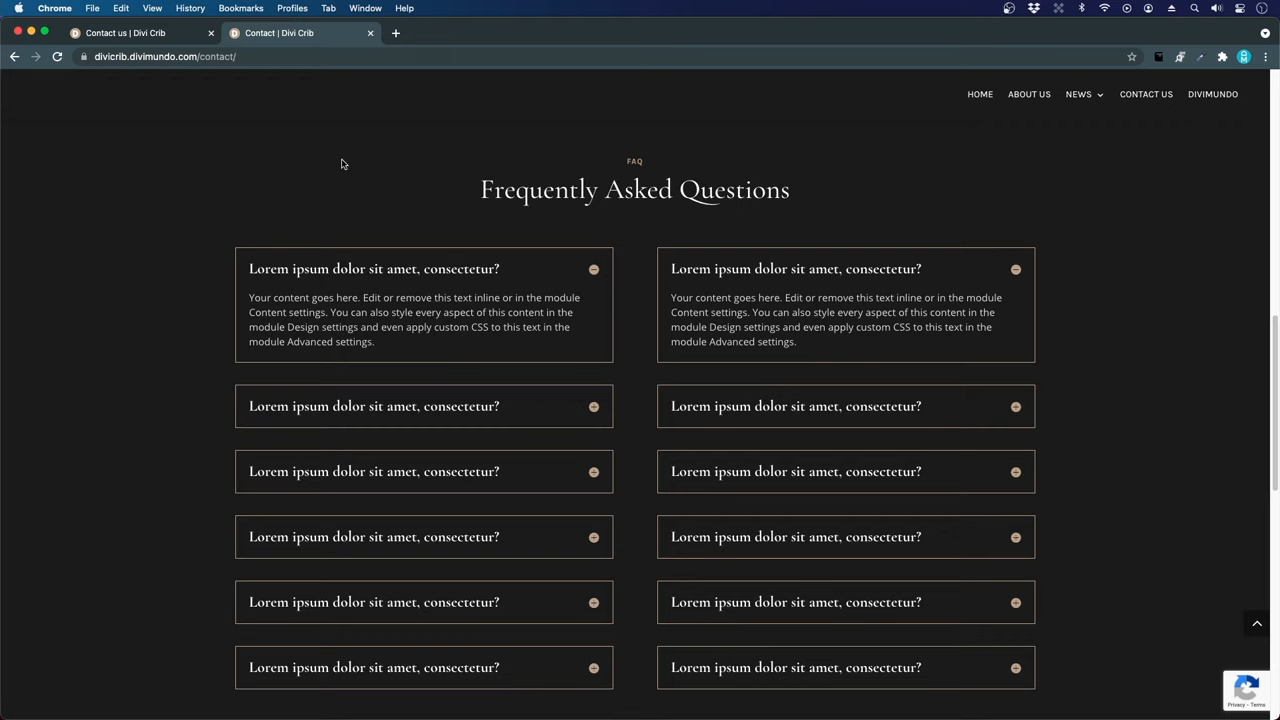 Chrome File Edit View History Bookmarks Profiles Tab Window Help
Contact us | Divi Crib
Contact | Divi Crib
divicrib.divimundo.com/contact/
HOME ABOUT US NEWS CONTACT US DIVIMUNDO
FAQ
Frequently Asked Questions
Lorem ipsum dolor sit amet, consectetur?
Your content goes here. Edit or remove this text inline or in the module
Content settings. You can also style every aspect of this content in the
module Design settings and even apply custom CSS to this text in the
module Advanced settings.
Lorem ipsum dolor sit amet, consectetur?
Lorem ipsum dolor sit amet, consectetur?
Lorem ipsum dolor sit amet, consectetur?
Lorem ipsum dolor sit amet, consectetur?
Lorem ipsum dolor sit amet, consectetur?
Lorem ipsum dolor sit amet, consectetur?
Your content goes here. Edit or remove this text inline or in the module
Content settings. You can also style every aspect of this content in the
module Design settings and even apply custom CSS to this text in the
module Advanced settings.
Lorem ipsum dolor sit amet, consectetur?
Lorem ipsum dolor sit amet, consectetur?
Lorem ipsum dolor sit amet, consectetur?
Lorem ipsum dolor sit amet, consectetur?
Lorem ipsum dolor sit amet, consectetur?
Privacy - Terms